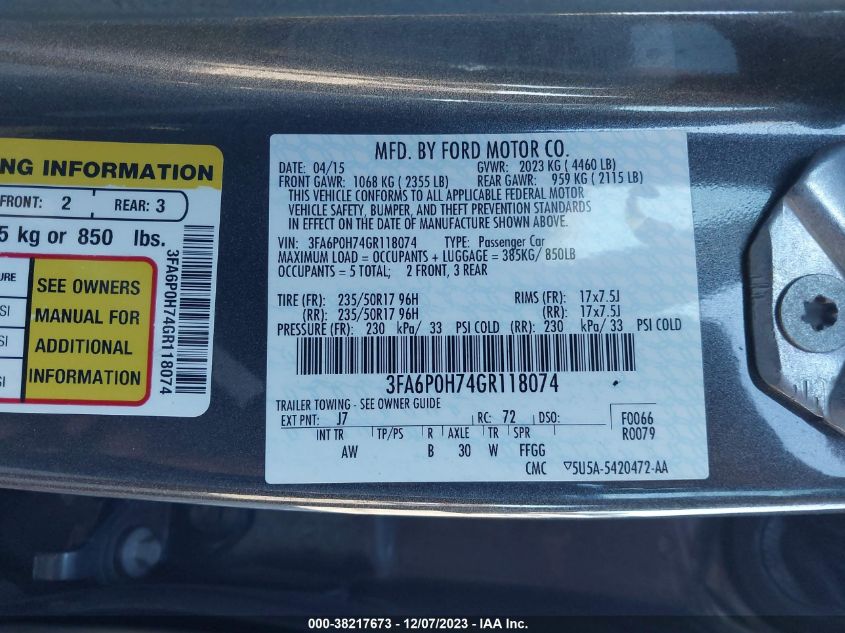 NG INFORMATION
FRONT: 2 REAR: 3
5 kg or 850 lbs.
URE
SI
SI
SI
SEE OWNERS
MANUAL FOR
ADDITIONAL
INFORMATION
3FA6P0H74GR118074
MFD. BY FORD MOTOR CO.
DATE: 04/15 GVWR: 2023 KG ( 4460 LB)
FRONT GAWR: 1068 KG ( 2355 LB) REAR GAWR: 959 KG ( 2115 LB)
THIS VEHICLE CONFORMS TO ALL APPLICABLE FEDERAL MOTOR
VEHICLE SAFETY, BUMPER, AND THEFT PREVENTION STANDARDS
IN EFFECT ON THE DATE OF MANUFACTURE SHOWN ABOVE.
VIN: 3FA6P0H74GR118074 TYPE: Passenger Car
MAXIMUM LOAD = OCCUPANTS + LUGGAGE = 385KG/ 850LB
OCCUPANTS = 5 TOTAL; 2 FRONT, 3 REAR
TIRE (FR): 235/50R17 96H RIMS (FR): 17x7.5J
(RR): 235/50R17 96H (RR): 17x7.5J
PRESSURE (FR): 230 kPa/ 33 PSI COLD (RR): 230 kPa/ 33 PSI COLD
3FA6P0H74GR118074
TRAILER TOWING - SEE OWNER GUIDE
EXT PNT: J7 RC: 72 DSO: F0066
R0079
INT TR TP/PS R AXLE TR SPR
AW B 30 W FFGG
CMC ▽5U5A-5420472-AA
000-38217673 - 12/07/2023 - IAA Inc.